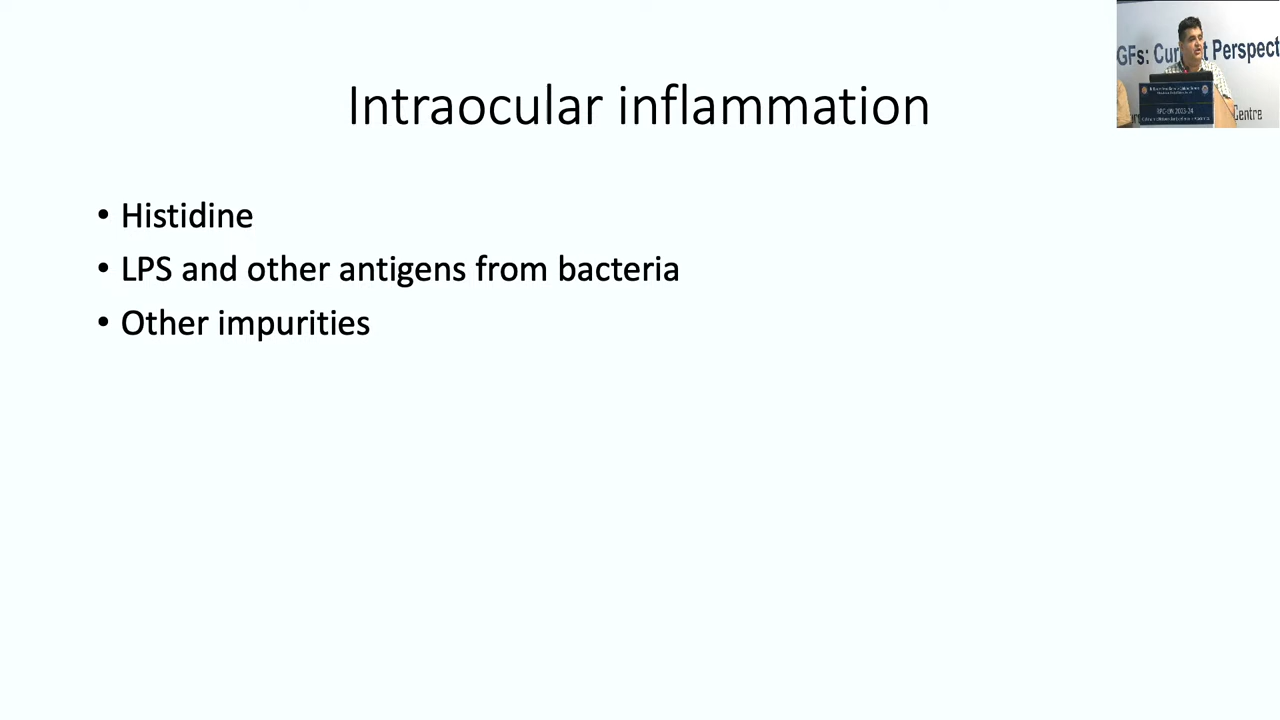 Intraocular inflammation
• Histidine
• LPS and other antigens from bacteria
• Other impurities
GFs: Cur t Perspect
Centre